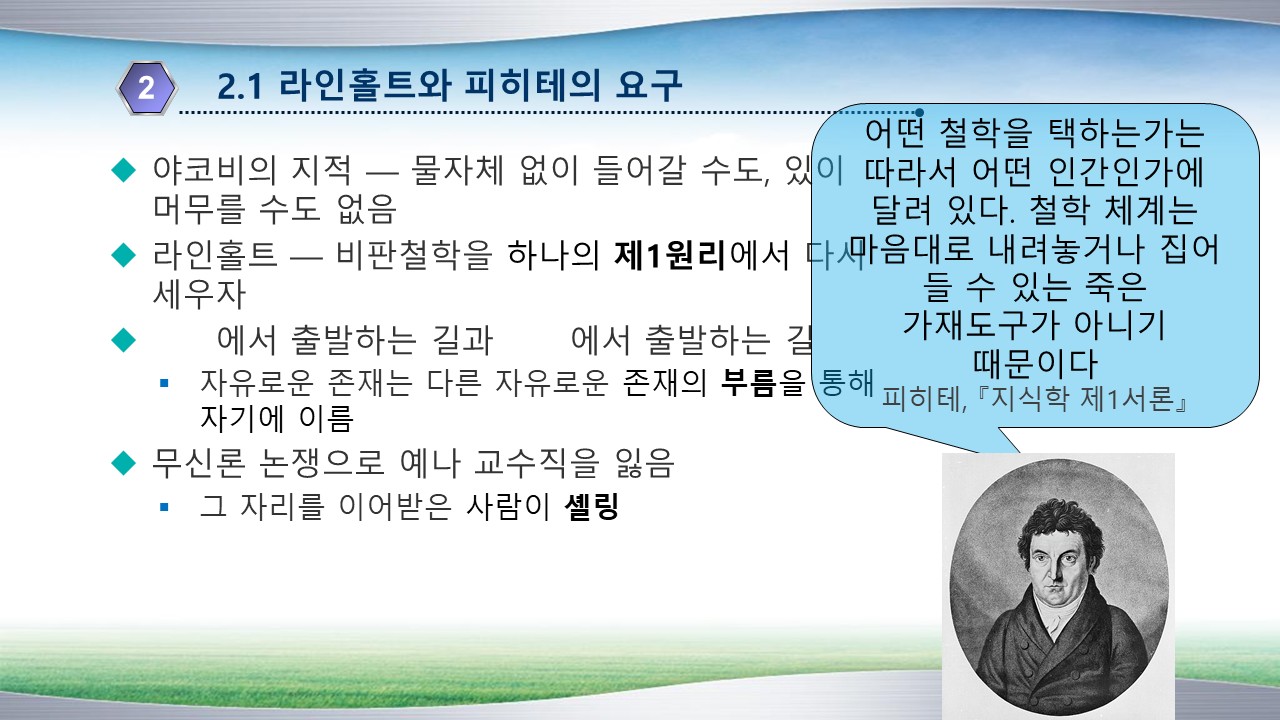 2
2.1 라인홀트와 피히테의 요구
야코비의 지적 — 물자체 없이 들어갈 수도, 있이
머무를 수도 없음
라인홀트 — 비판철학을 하나의 제1원리에서 다시
세우자
에서 출발하는 길과 에서 출발하는 길
자유로운 존재는 다른 자유로운 존재의 부름을 통해
자기에 이름
무신론 논쟁으로 예나 교수직을 잃음
그 자리를 이어받은 사람이 셸링
어떤 철학을 택하는가는
따라서 어떤 인간인가에
달려 있다. 철학 체계는
마음대로 내려놓거나 집어
들 수 있는 죽은
가재도구가 아니기
때문이다
피히테, 『지식학 제1서론』